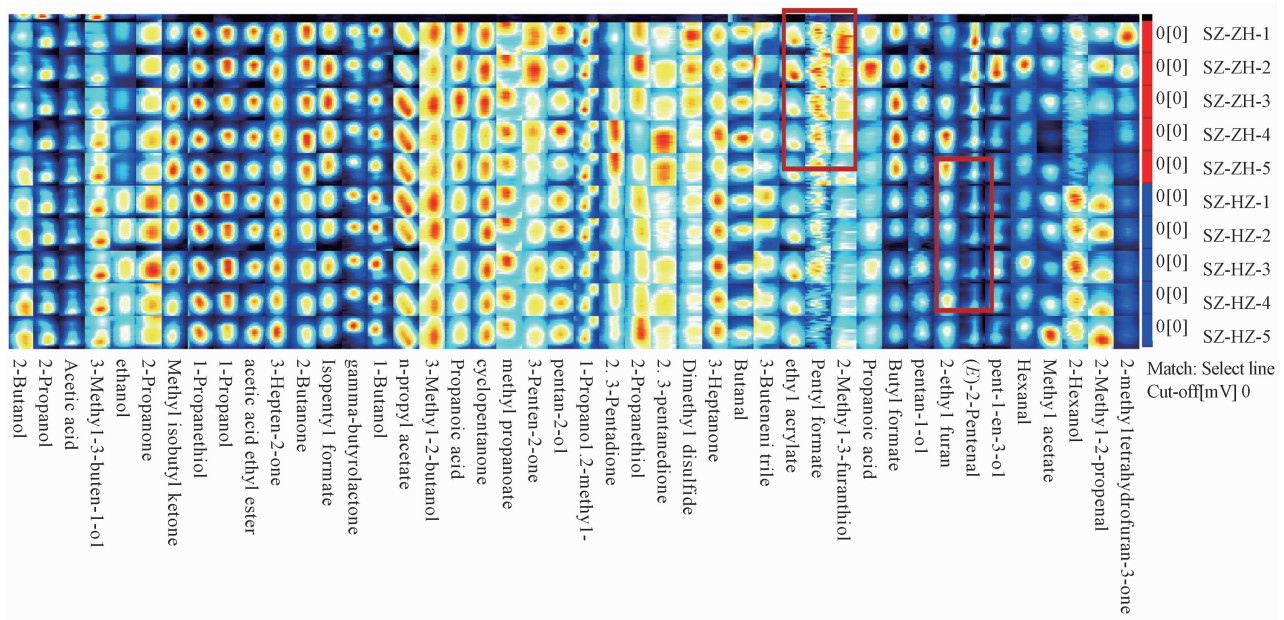 0[0] SZ-ZH-1
0[0] SZ-ZH-2
0[0] SZ-ZH-3
0[0] SZ-ZH-4
0[0] SZ-ZH-5
0[0] SZ-HZ-1
0[0] SZ-HZ-2
0[0] SZ-HZ-3
0[0] SZ-HZ-4
0[0] SZ-HZ-5
Match: Select line
Cut-off[mV] 0
2-Butanol
2-Propanol
Acetic acid
3-Methyl-3-buten-1-o1
ethanol
2-Propanone
Methyl isobutyl ketone
1-Propanethiol
1-Propanol
acetic acid ethyl ester
3-Hepten-2-one
2-Butanone
Isopentyl formate
gamma-butyrolactone
1-Butanol
n-propyl acetate
3-Methyl-2-butanol
Propanoic acid
cyclopentanone
methyl propanoate
3-Penten-2-one
pentan-2-o1
1-Propano1.2-methyl-
2. 3-Pentadione
2-Propanethiol
2. 3-pentanedione
Dimethyl disulfide
3-Heptanone
Butanal
3-Buteneni trile
ethyl acrylate
Pentyl formate
2-Methyl-3-furanthiol
Propanoic acid
Butyl formate
pentan-1-o1
2-ethyl furan
(E)-2-Pentenal
pent-1-en-3-o1
Hexanal
Methyl acetate
2-Hexanol
2-Methyl-2-propenal
2-methyltetrahydrofuran-3-one